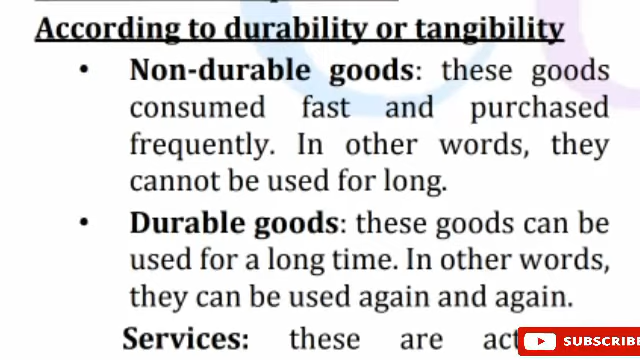 According to durability or tangibility
• Non-durable goods: these goods
consumed fast and purchased
frequently. In other words, they
cannot be used for long.
• Durable goods: these goods can be
used for a long time. In other words,
they can be used again and again.
Services: these are
SUBSCRIBE